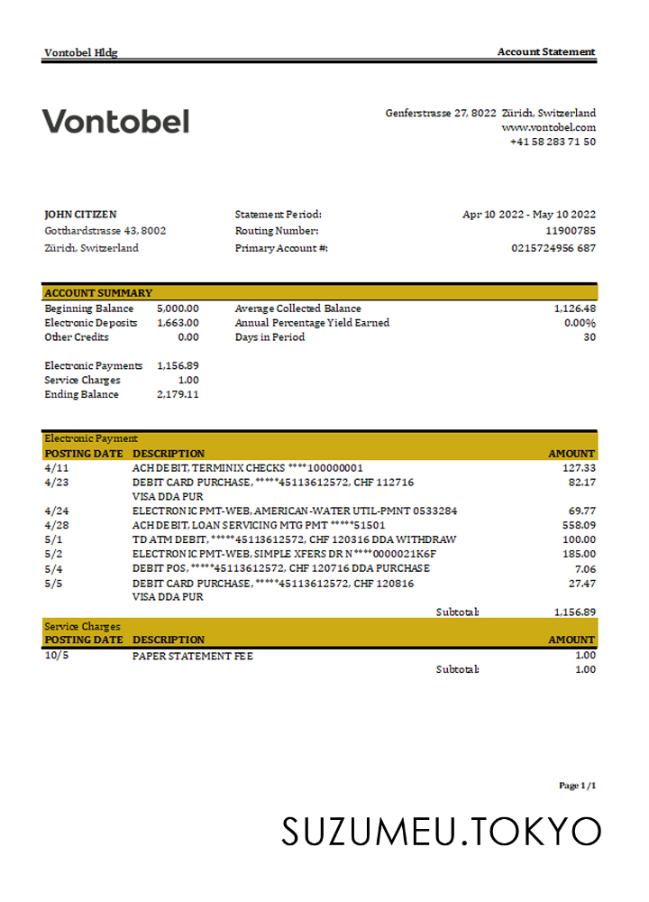 Vontobel Hldg Account Statement
Vontobel
Genferstrasse 27, 8022 Zürich, Switzerland
www.vontobel.com
+41 58 283 71 50
JOHN CITIZEN Statement Period: Apr 10 2022 - May 10 2022
Gotthardstrasse 43, 8002 Routing Number: 11900785
Zürich, Switzerland Primary Account #: 0215724956 687
ACCOUNT SUMMARY
Beginning Balance 5,000.00 Average Collected Balance 1,126.48
Electronic Deposits 1,663.00 Annual Percentage Yield Earned 0.00%
Other Credits 0.00 Days in Period 30
Electronic Payments 1,156.89
Service Charges 1.00
Ending Balance 2,179.11
Electronic Payment
POSTING DATE DESCRIPTION AMOUNT
4/11 ACH DEBIT, TERMINIX CHECKS ****100000001 127.33
4/23 DEBIT CARD PURCHASE, *****45113612572, CHF 112716 82.17
VISA DDA PUR
4/24 ELECTRONIC PMT-WEB, AMERICAN-WATER UTIL-PMNT 0533284 69.77
4/28 ACH DEBIT, LOAN SERVICING MTG PMT *****51501 558.09
5/1 TD ATM DEBIT, *****45113612572, CHF 120316 DDA WITHDRAW 100.00
5/2 ELECTRONIC PMT-WEB, SIMPLE XFERS DR N****0000021K6F 185.00
5/4 DEBIT POS, *****45113612572, CHF 120716 DDA PURCHASE 7.06
5/5 DEBIT CARD PURCHASE, *****45113612572, CHF 120816 27.47
VISA DDA PUR
Subtotal: 1,156.89
Service Charges
POSTING DATE DESCRIPTION AMOUNT
10/5 PAPER STATEMENT FEE 1.00
Subtotal: 1.00
Page 1 /1
SUZUMEU.TOKYO